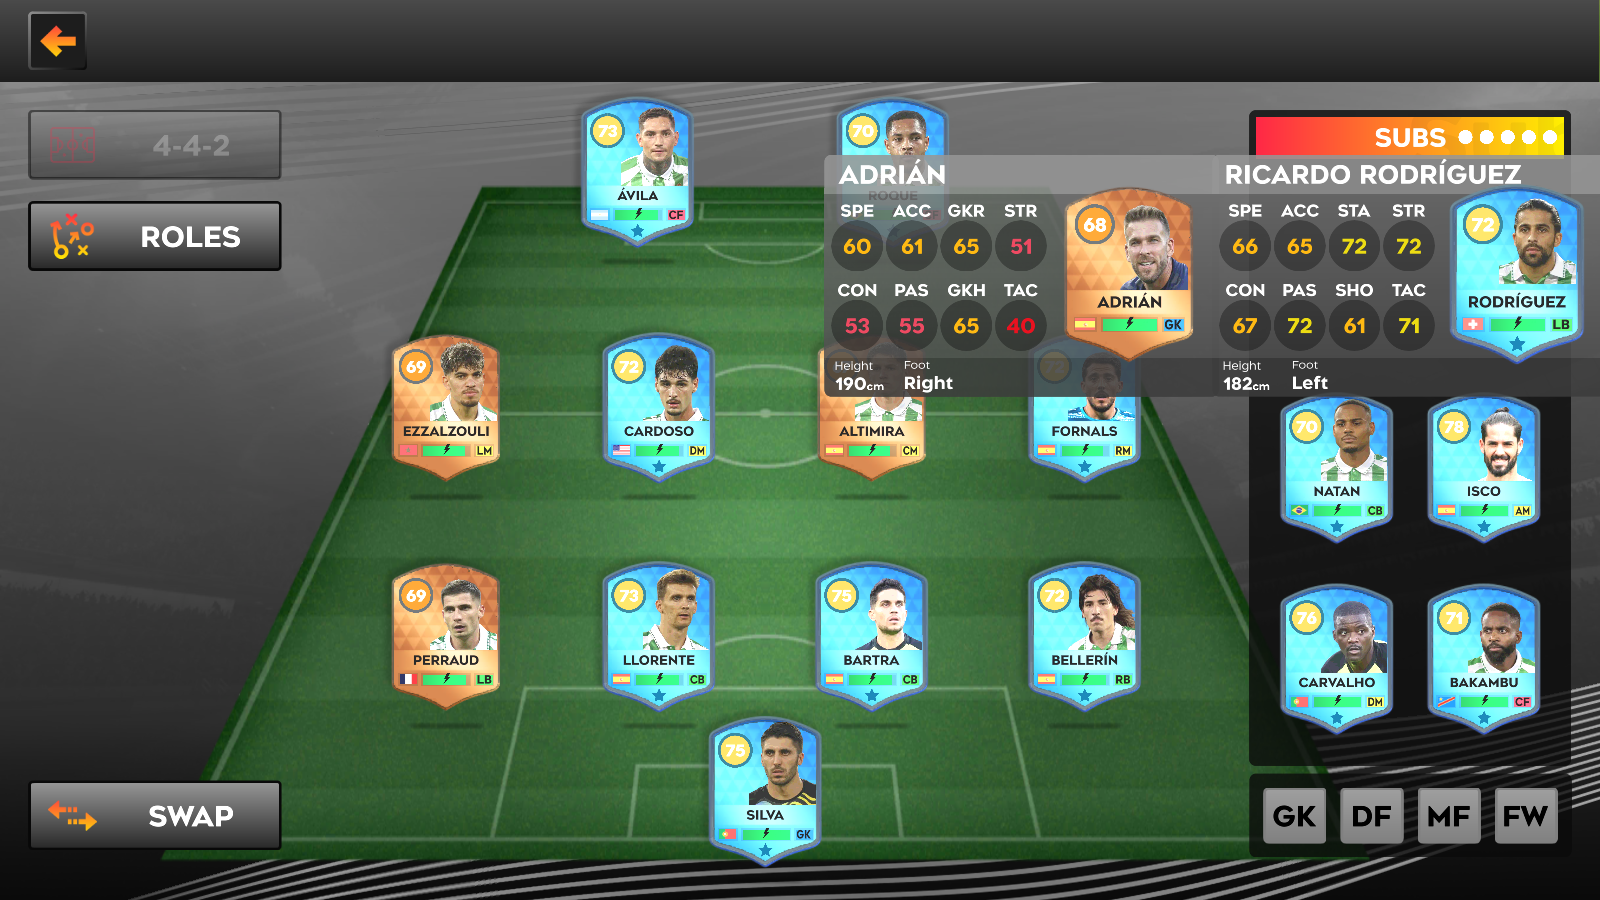 4-4-2
ROLES
SWAP
73
ÁVILA
CF
70
ROQUE
SUBS
ADRIÁN
SPE ACC GKR STR
60 61 65 51
CON PAS GKH TAC
53 55 65 40
Height Foot
190cm Right
68
ADRIÁN
GK
RICARDO RODRÍGUEZ
SPE ACC STA STR
66 65 72 72
CON PAS SHO TAC
67 72 61 71
Height Foot
182cm Left
72
RODRÍGUEZ
LB
69
EZZALZOULI
LM
72
CARDOSO
DM
ALTIMIRA
CM
72
FORNALS
RM
70
NATAN
CB
78
ISCO
AM
69
PERRAUD
LB
73
LLORENTE
CB
75
BARTRA
CB
72
BELLERÍN
RB
76
CARVALHO
DM
71
BAKAMBU
CF
75
SILVA
GK
GK DF MF FW